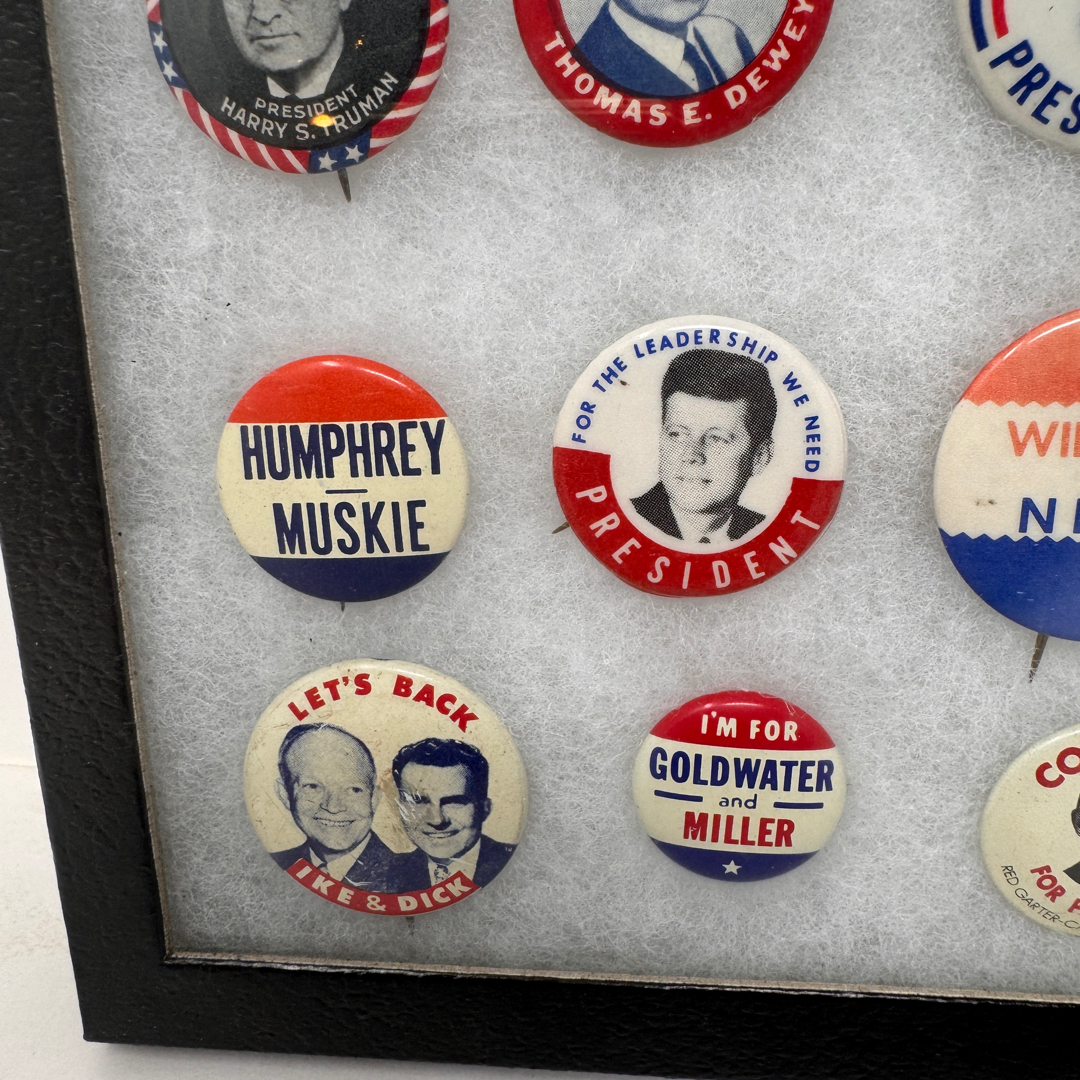 PRESIDENT
HARRY S. TRUMAN
THOMAS E. DEWEY
PRES
HUMPHREY
MUSKIE
FOR THE LEADERSHIP WE NEED
PRESIDENT
WI
N
LET'S BACK
IKE & DICK
I'M FOR
GOLDWATER
and
MILLER
CO
FOR
RED GARTER-C